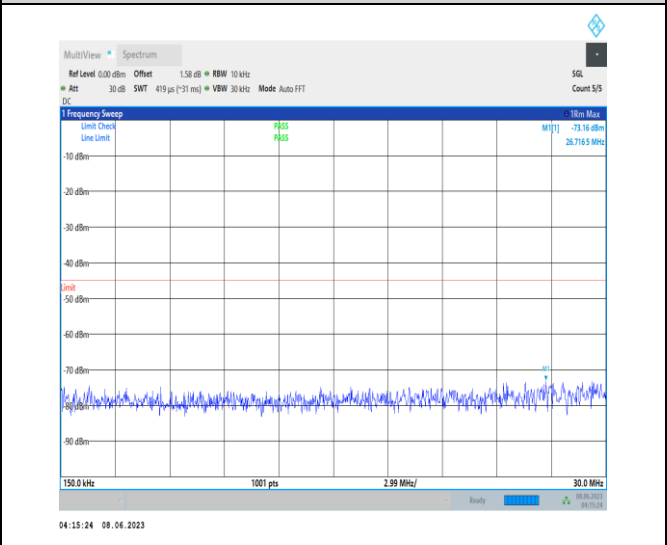 MultiView Spectrum
Ref Level 0.00 dBm Offset 1.58 dB RBW 10 kHz SGL
Att 30 dB SWT 419 µs (~31 ms) VBW 30 kHz Mode Auto FFT Count 5/5
DC
1 Frequency Sweep 1Rm Max
Limit Check PASS M1[1] -73.16 dBm
Line Limit PASS 26.7165 MHz
-10 dBm
-20 dBm
-30 dBm
-40 dBm
Limit
-50 dBm
-60 dBm
-70 dBm
M1
-80 dBm
-90 dBm
150.0 kHz 1001 pts 2.99 MHz/ 30.0 MHz
Ready 08.06.2023
04:15:24
04:15:24 08.06.2023